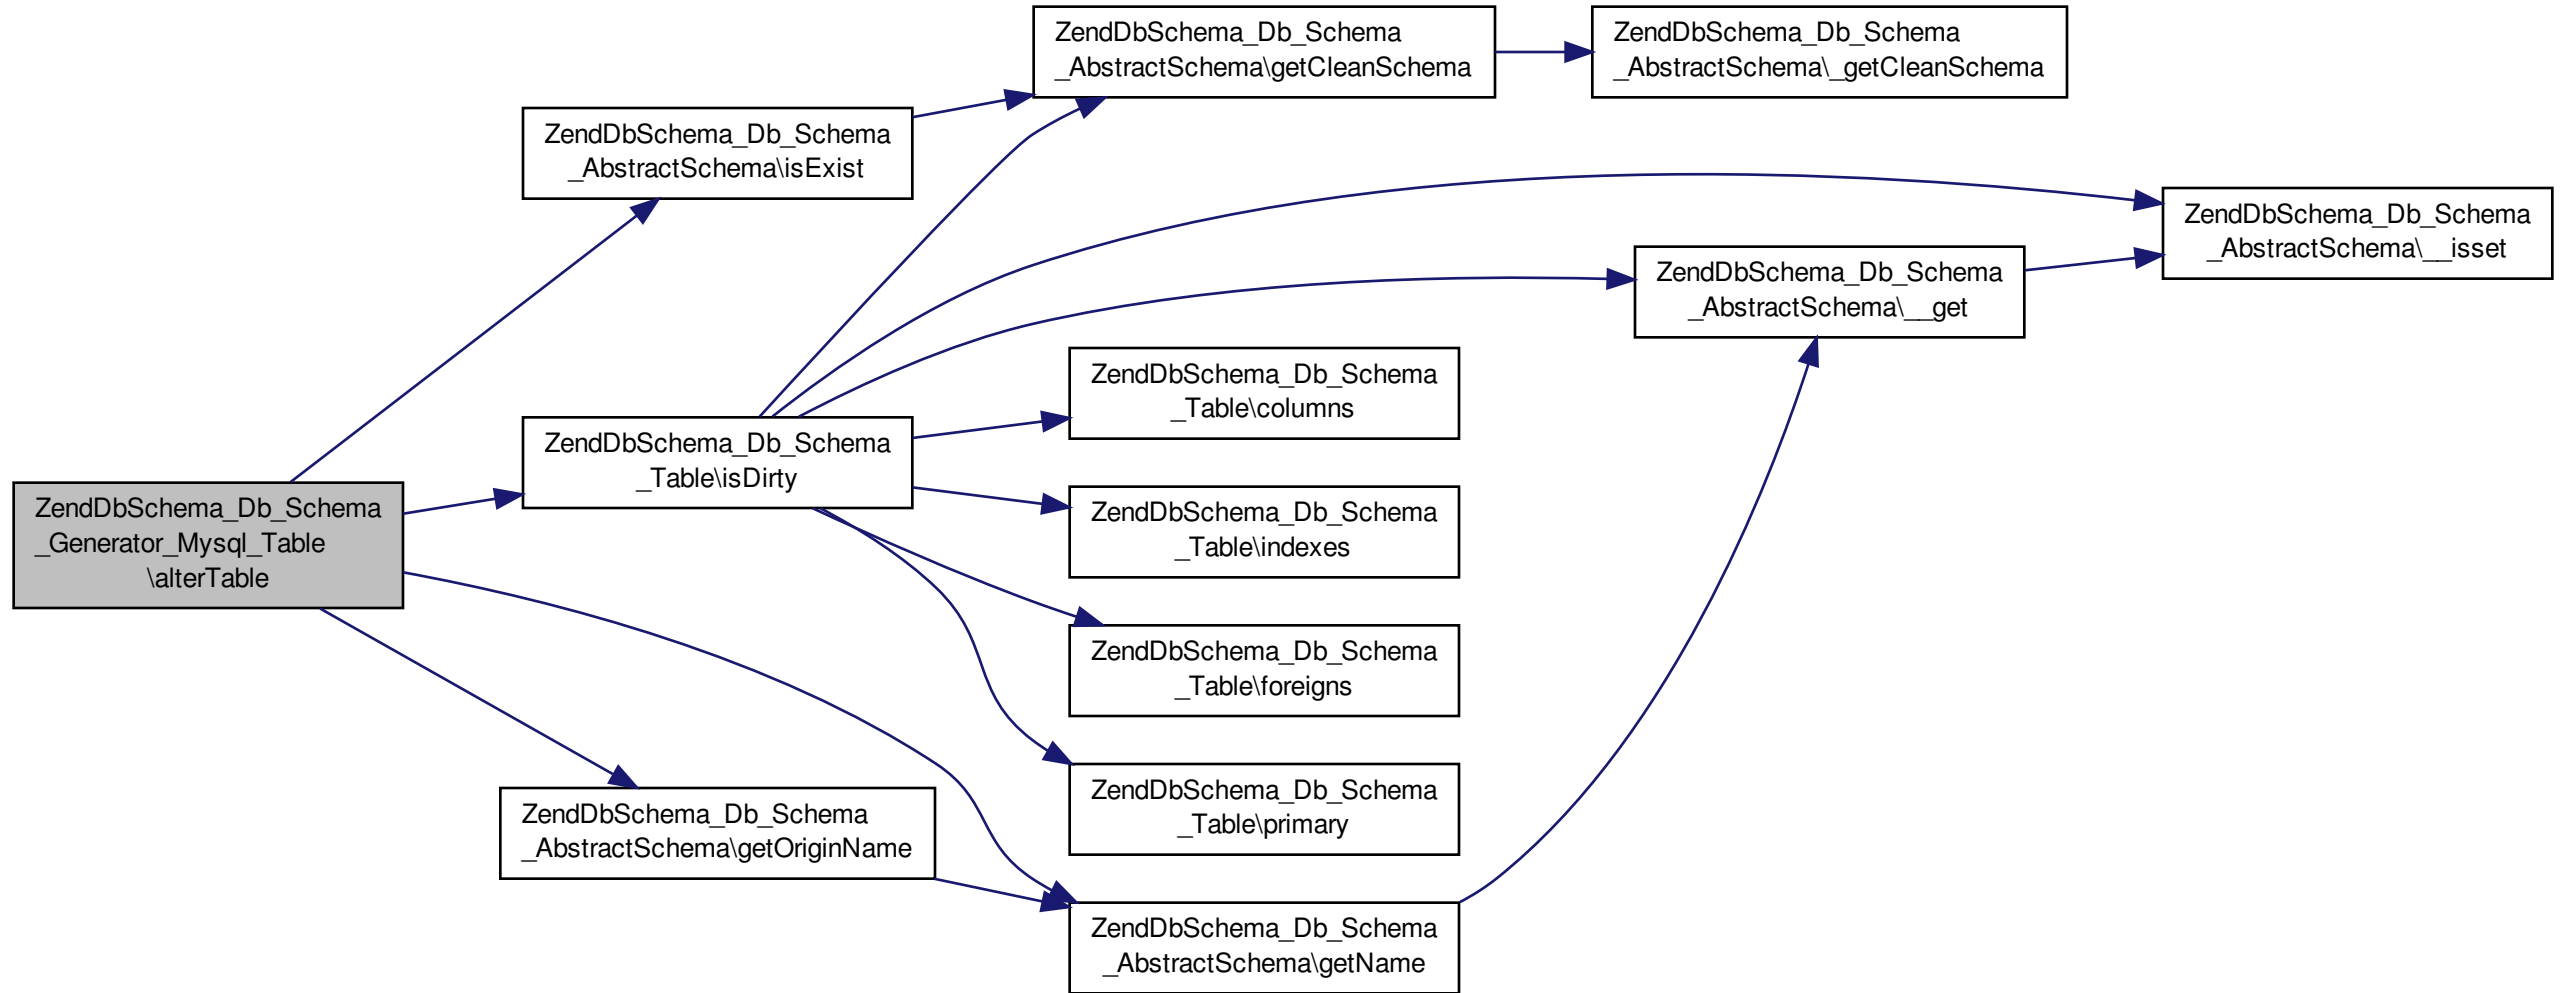 ZendDbSchema_Db_Schema
_AbstractSchema\getCleanSchema
ZendDbSchema_Db_Schema
_AbstractSchema\_getCleanSchema
ZendDbSchema_Db_Schema
_AbstractSchema\isExist
ZendDbSchema_Db_Schema
_AbstractSchema\__isset
ZendDbSchema_Db_Schema
_AbstractSchema\__get
ZendDbSchema_Db_Schema
_Table\columns
ZendDbSchema_Db_Schema
_Table\isDirty
ZendDbSchema_Db_Schema
_Generator_Mysql_Table
\alterTable
ZendDbSchema_Db_Schema
_Table\indexes
ZendDbSchema_Db_Schema
_Table\foreigns
ZendDbSchema_Db_Schema
_Table\primary
ZendDbSchema_Db_Schema
_AbstractSchema\getOriginName
ZendDbSchema_Db_Schema
_AbstractSchema\getName